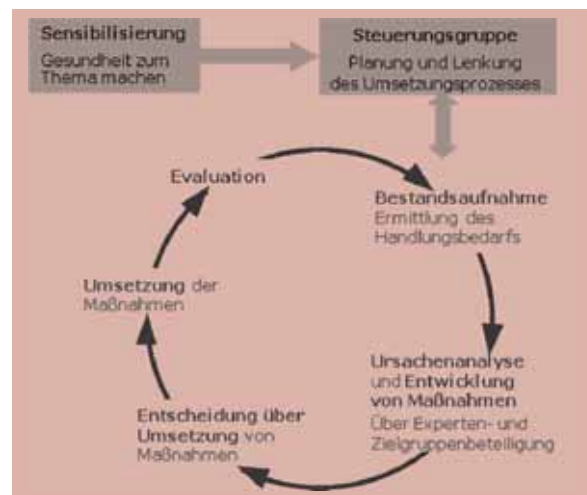 Sensibilisierung
Gesundheit zum
Thema machen
Steuerungsgruppe
Planung und Lenkung
des Umsetzungsprozesses
Evaluation
Bestandsaufnahme
Ermittlung des
Handlungsbedarfs
Umsetzung der
Maßnahmen
Ursachenanalyse
und Entwicklung
von Maßnahmen
Über Experten- und
Zielgruppenbeteiligung
Entscheidung über
Umsetzung von
Maßnahmen